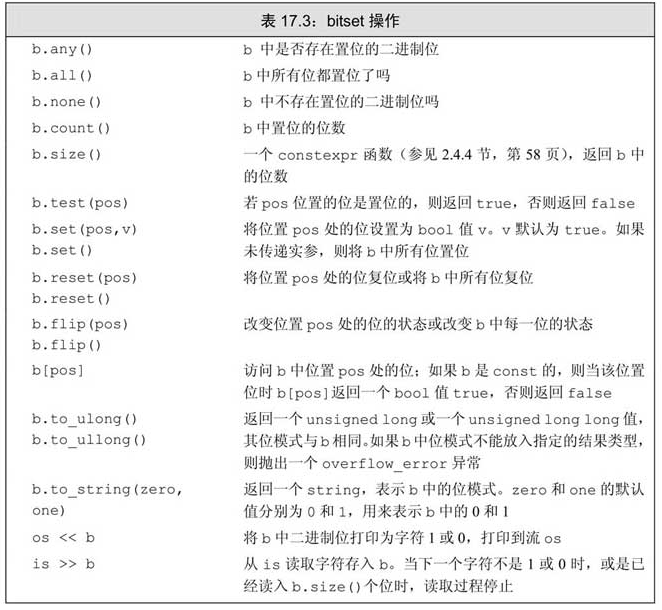 表 17.3：bitset 操作
b.any() b 中是否存在置位的二进制位
b.all() b 中所有位都置位了吗
b.none() b 中不存在置位的二进制位吗
b.count() b 中置位的位数
b.size() 一个 constexpr 函数（参见 2.4.4 节，第 58 页），返回 b 中
的位数
b.test(pos) 若 pos 位置的位是置位的，则返回 true，否则返回 false
b.set(pos,v) 将位置 pos 处的位设置为 bool 值 v。v 默认为 true。如果
b.set() 未传递实参，则将 b 中所有位置位
b.reset(pos) 将位置 pos 处的位复位或将 b 中所有位复位
b.reset()
b.flip(pos) 改变位置 pos 处的位的状态或改变 b 中每一位的状态
b.flip()
b[pos] 访问 b 中位置 pos 处的位；如果 b 是 const 的，则当该位置
位时 b[pos]返回一个 bool 值 true，否则返回 false
b.to_ulong() 返回一个 unsigned long 或一个 unsigned long long 值，
b.to_ullong() 其位模式与 b 相同。如果 b 中位模式不能放入指定的结果类型，
则抛出一个 overflow_error 异常
b.to_string(zero, 返回一个 string，表示 b 中的位模式。zero 和 one 的默认
one) 值分别为 0 和 1，用来表示 b 中的 0 和 1
os << b 将 b 中二进制位打印为字符 1 或 0，打印到流 os
is >> b 从 is 读取字符存入 b。当下一个字符不是 1 或 0 时，或是已
经读入 b.size()个位时，读取过程停止